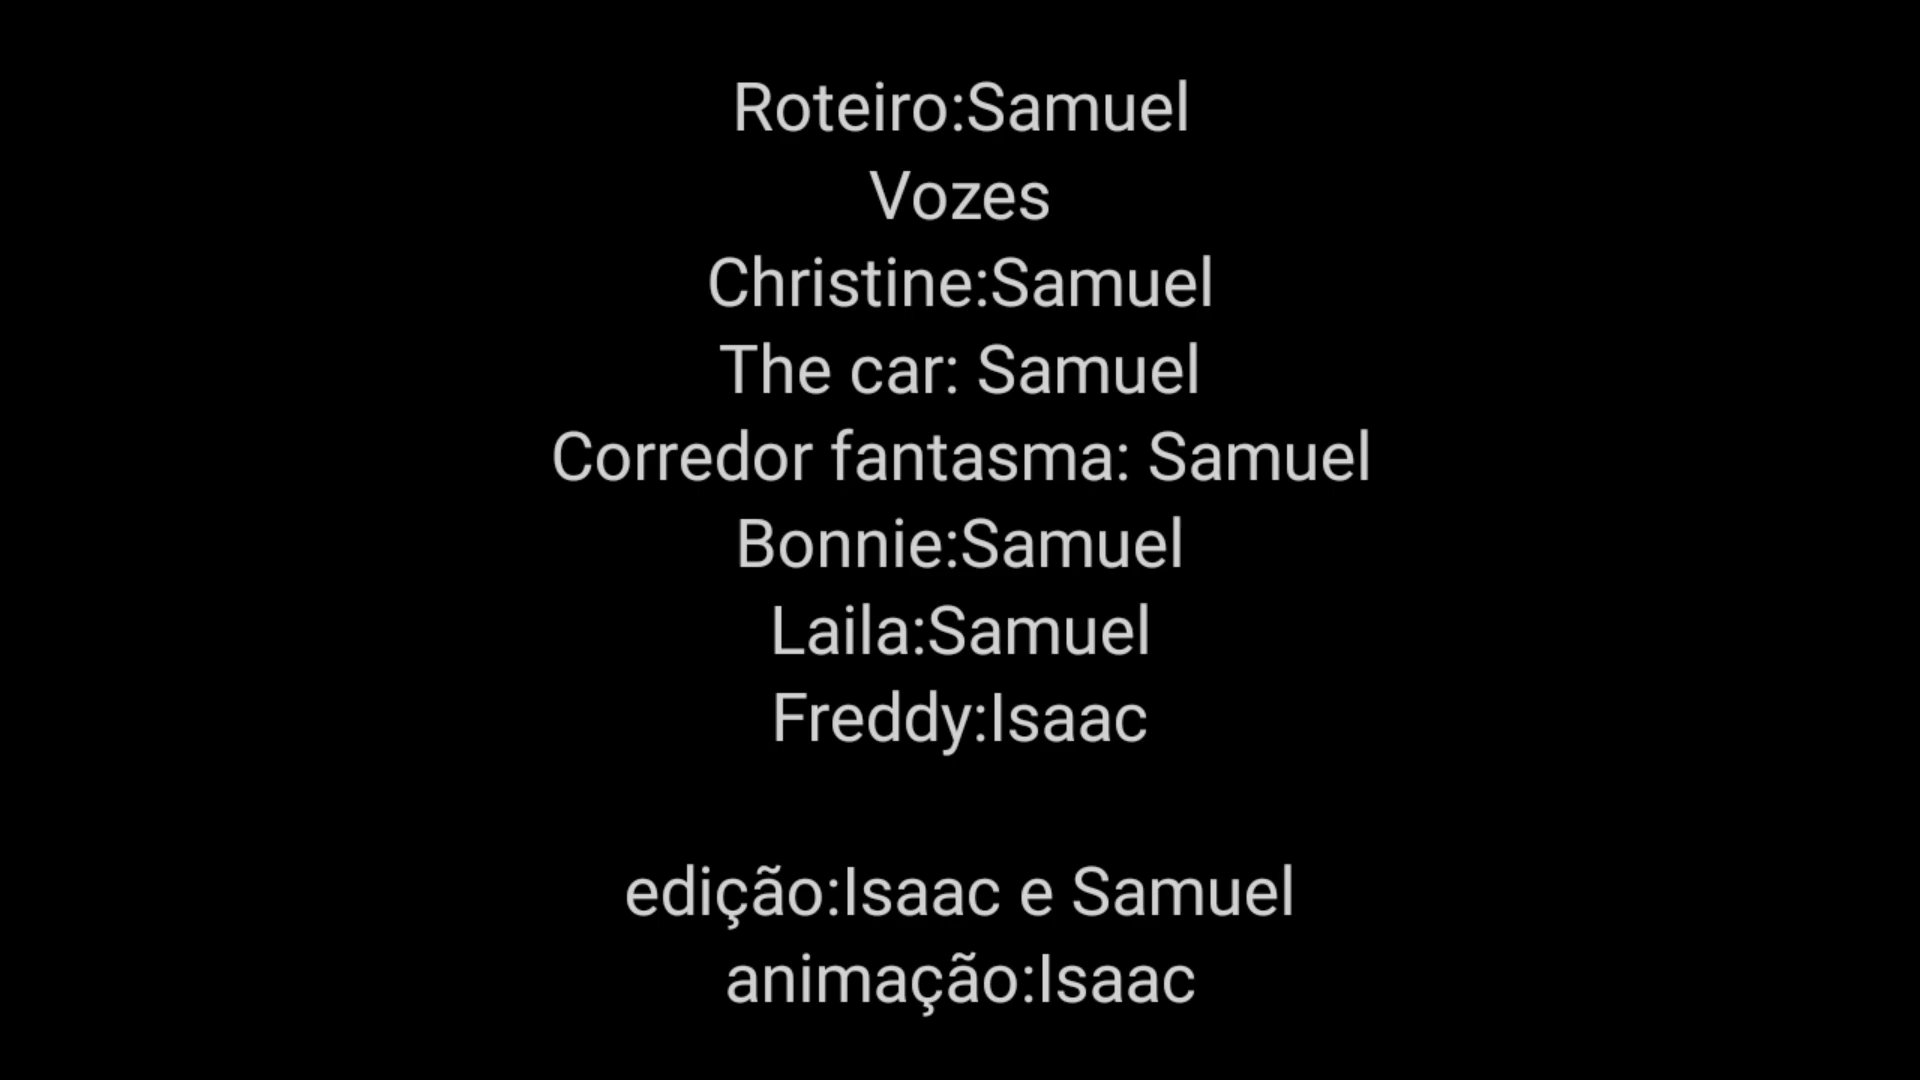 Roteiro:Samuel
Vozes
Christine:Samuel
The car: Samuel
Corredor fantasma: Samuel
Bonnie:Samuel
Laila:Samuel
Freddy:Isaac
edição:Isaac e Samuel
animação:Isaac